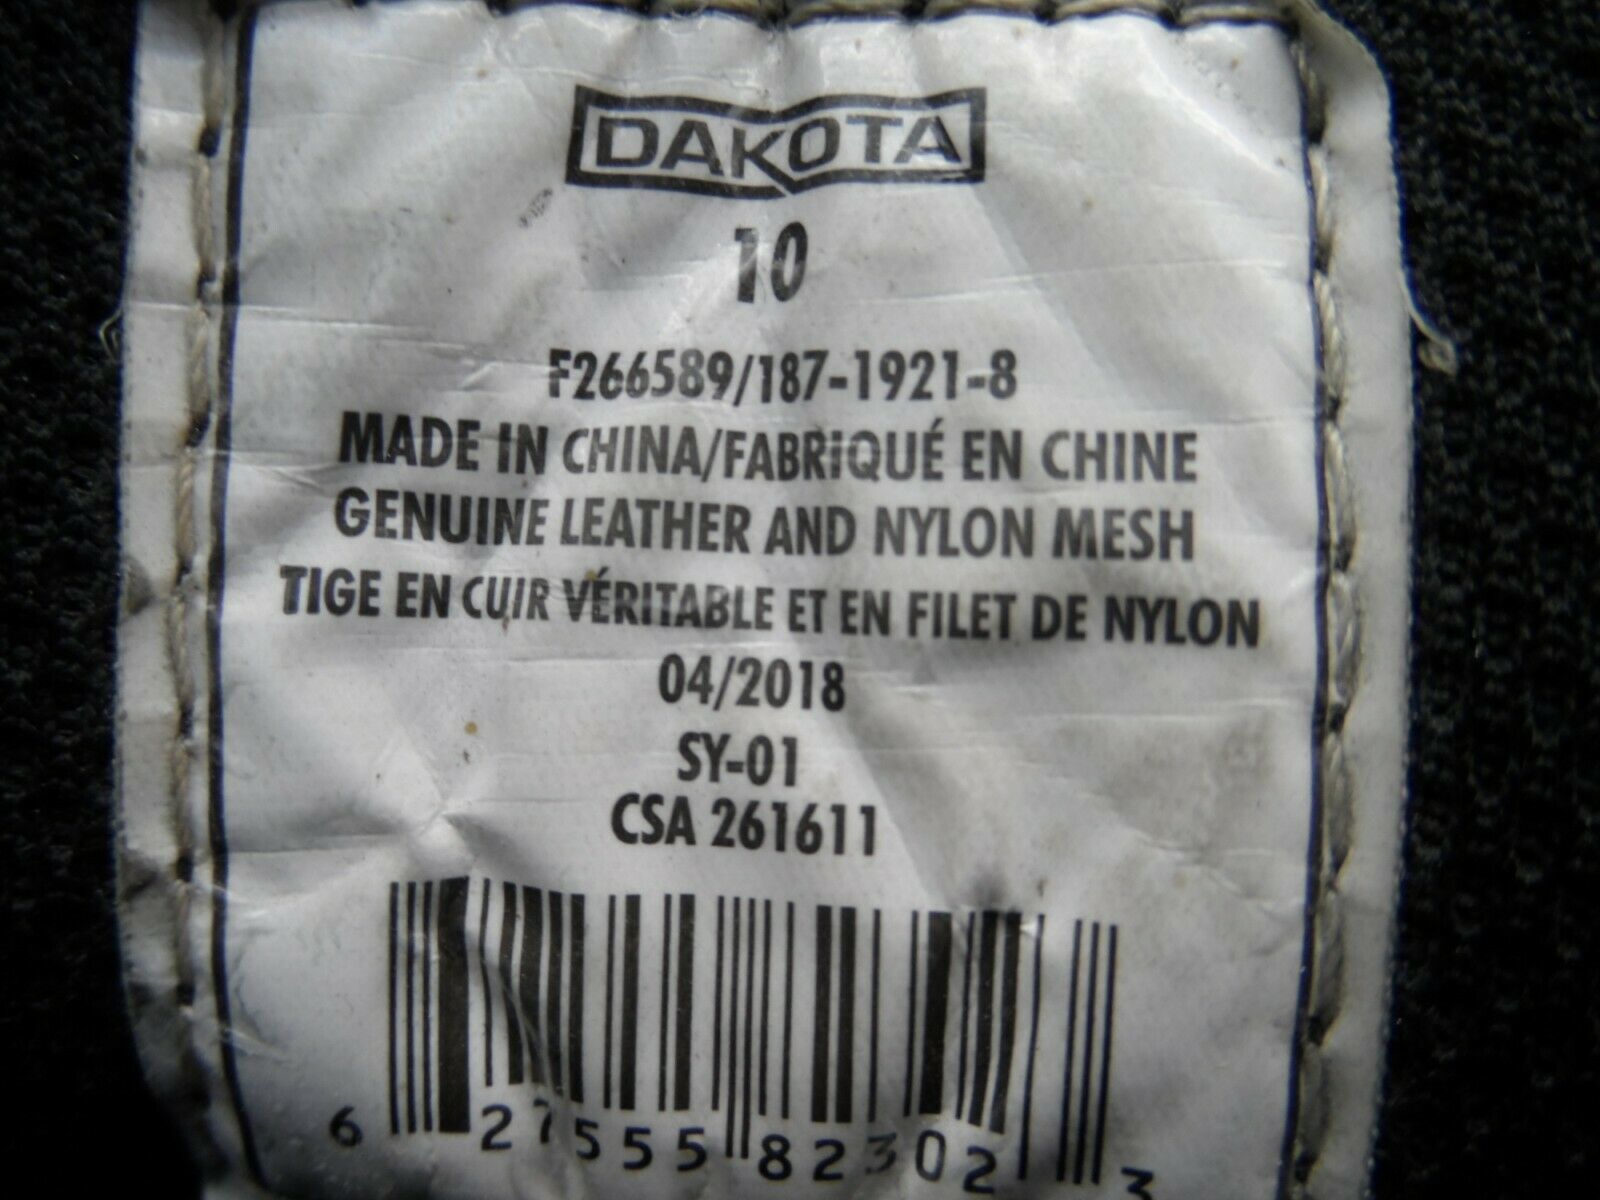 DAKOTA
10
F266589/187-1921-8
MADE IN CHINA/FABRIQUÉ EN CHINE
GENUINE LEATHER AND NYLON MESH
TIGE EN CUIR VÉRITABLE ET EN FILET DE NYLON
04/2018
SY-01
CSA 261611
6 27555 82302 3